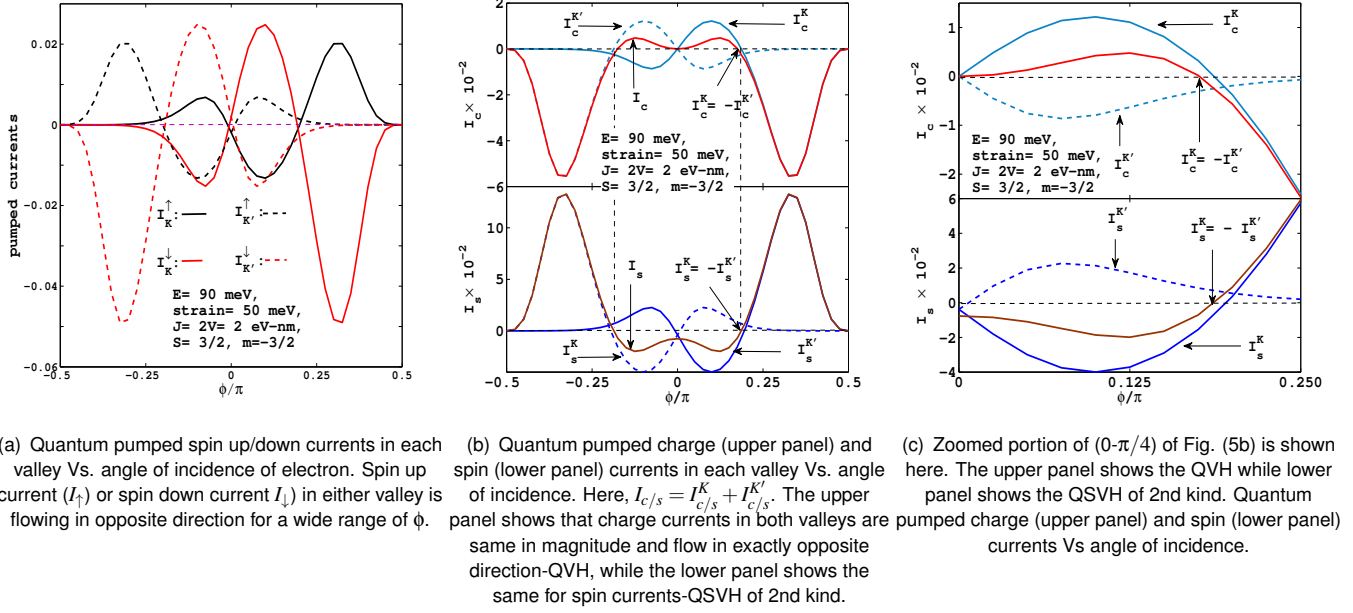 0.02
0
-0.02
-0.04
-0.06
-0.5
-0.25
0
0.25
0.5
pumped currents
ϕ/π
I_K^↑:
I_K′^↑:
I_K^↓:
I_K′^↓:
E= 90 meV,
strain= 50 meV,
J= 2V= 2 eV-nm,
S= 3/2, m=-3/2
I_c^K′
I_c^K
0
−2
−4
−6
I_c × 10^-2
I_c
I_c^K= -I_c^K′
E= 90 meV,
strain= 50 meV,
J= 2V= 2 eV-nm,
S= 3/2, m=-3/2
10
5
0
I_s × 10^-2
I_s
I_s^K= -I_s^K′
I_s^K
I_s^K′
−0.5
−0.25
0
0.25
0.5
ϕ/π
1
0
−1
−2
I_c × 10^-2
I_c^K
I_c^K′
I_c^K= -I_c^K′
E= 90 meV,
strain= 50 meV,
J= 2V= 2 eV-nm,
S= 3/2, m=−3/2
6
4
2
0
−2
−4
I_s × 10^-2
I_s^K′
I_s^K= - I_s^K′
I_s^K
0
0.125
0.250
ϕ/π
(a) Quantum pumped spin up/down currents in each
valley Vs. angle of incidence of electron. Spin up
current (I↑) or spin down current I↓) in either valley is
flowing in opposite direction for a wide range of ϕ.
(b) Quantum pumped charge (upper panel) and
spin (lower panel) currents in each valley Vs. angle
of incidence. Here, I_c/s = I_c/s^K + I_c/s^K′. The upper
panel shows that charge currents in both valleys are
same in magnitude and flow in exactly opposite
direction-QVH, while the lower panel shows the
same for spin currents-QSVH of 2nd kind.
(c) Zoomed portion of (0-π/4) of Fig. (5b) is shown
here. The upper panel shows the QVH while lower
panel shows the QSVH of 2nd kind. Quantum
pumped charge (upper panel) and spin (lower panel)
currents Vs angle of incidence.